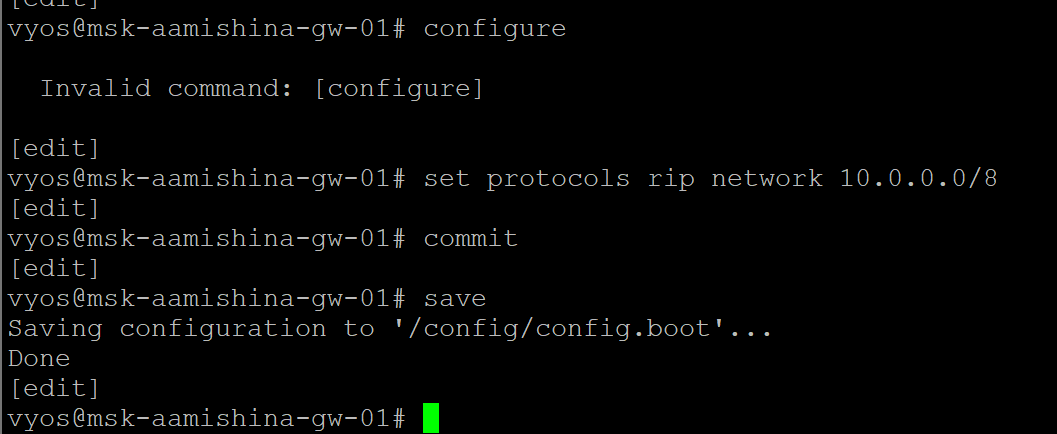 [edit]
vyos@msk-aamishina-gw-01# configure
Invalid command: [configure]
[edit]
vyos@msk-aamishina-gw-01# set protocols rip network 10.0.0.0/8
[edit]
vyos@msk-aamishina-gw-01# commit
[edit]
vyos@msk-aamishina-gw-01# save
Saving configuration to '/config/config.boot'...
Done
[edit]
vyos@msk-aamishina-gw-01#